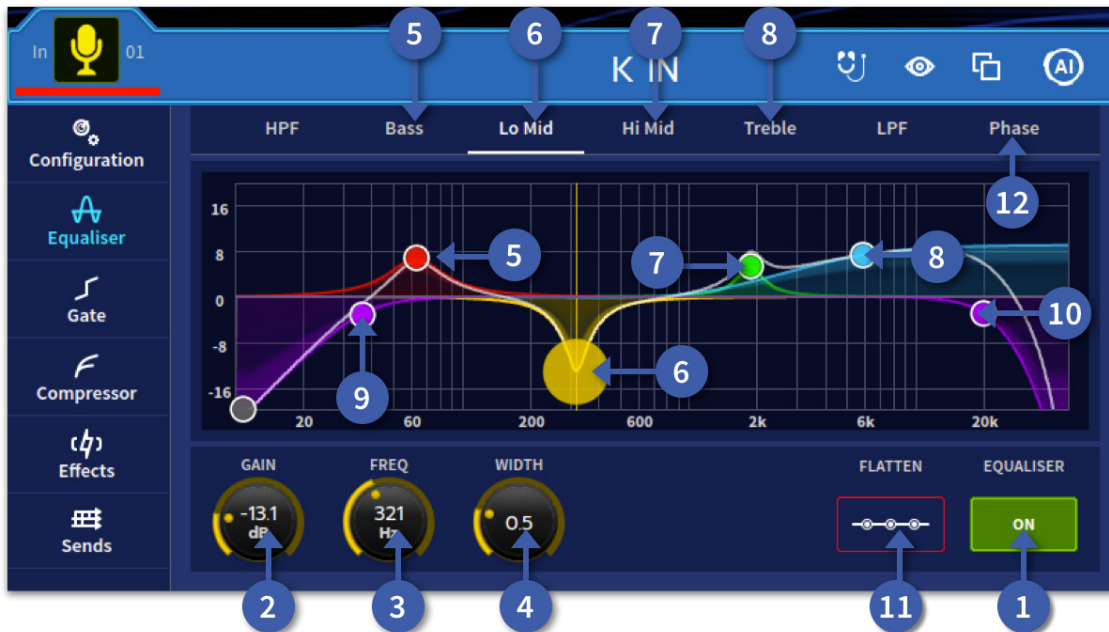 5 6 7 8
In 01 K IN AI
HPF Bass Lo Mid Hi Mid Treble LPF Phase
Configuration
12
16
Equaliser
8 5 7 8
0
Gate
10
-8
6
Compressor
9
-16
20 60 200 600 2k 6k 20k
Effects
GAIN FREQ WIDTH FLATTEN EQUALISER
-13.1 321 0.5 ON
dB Hz
Sends
2 3 4 11 1